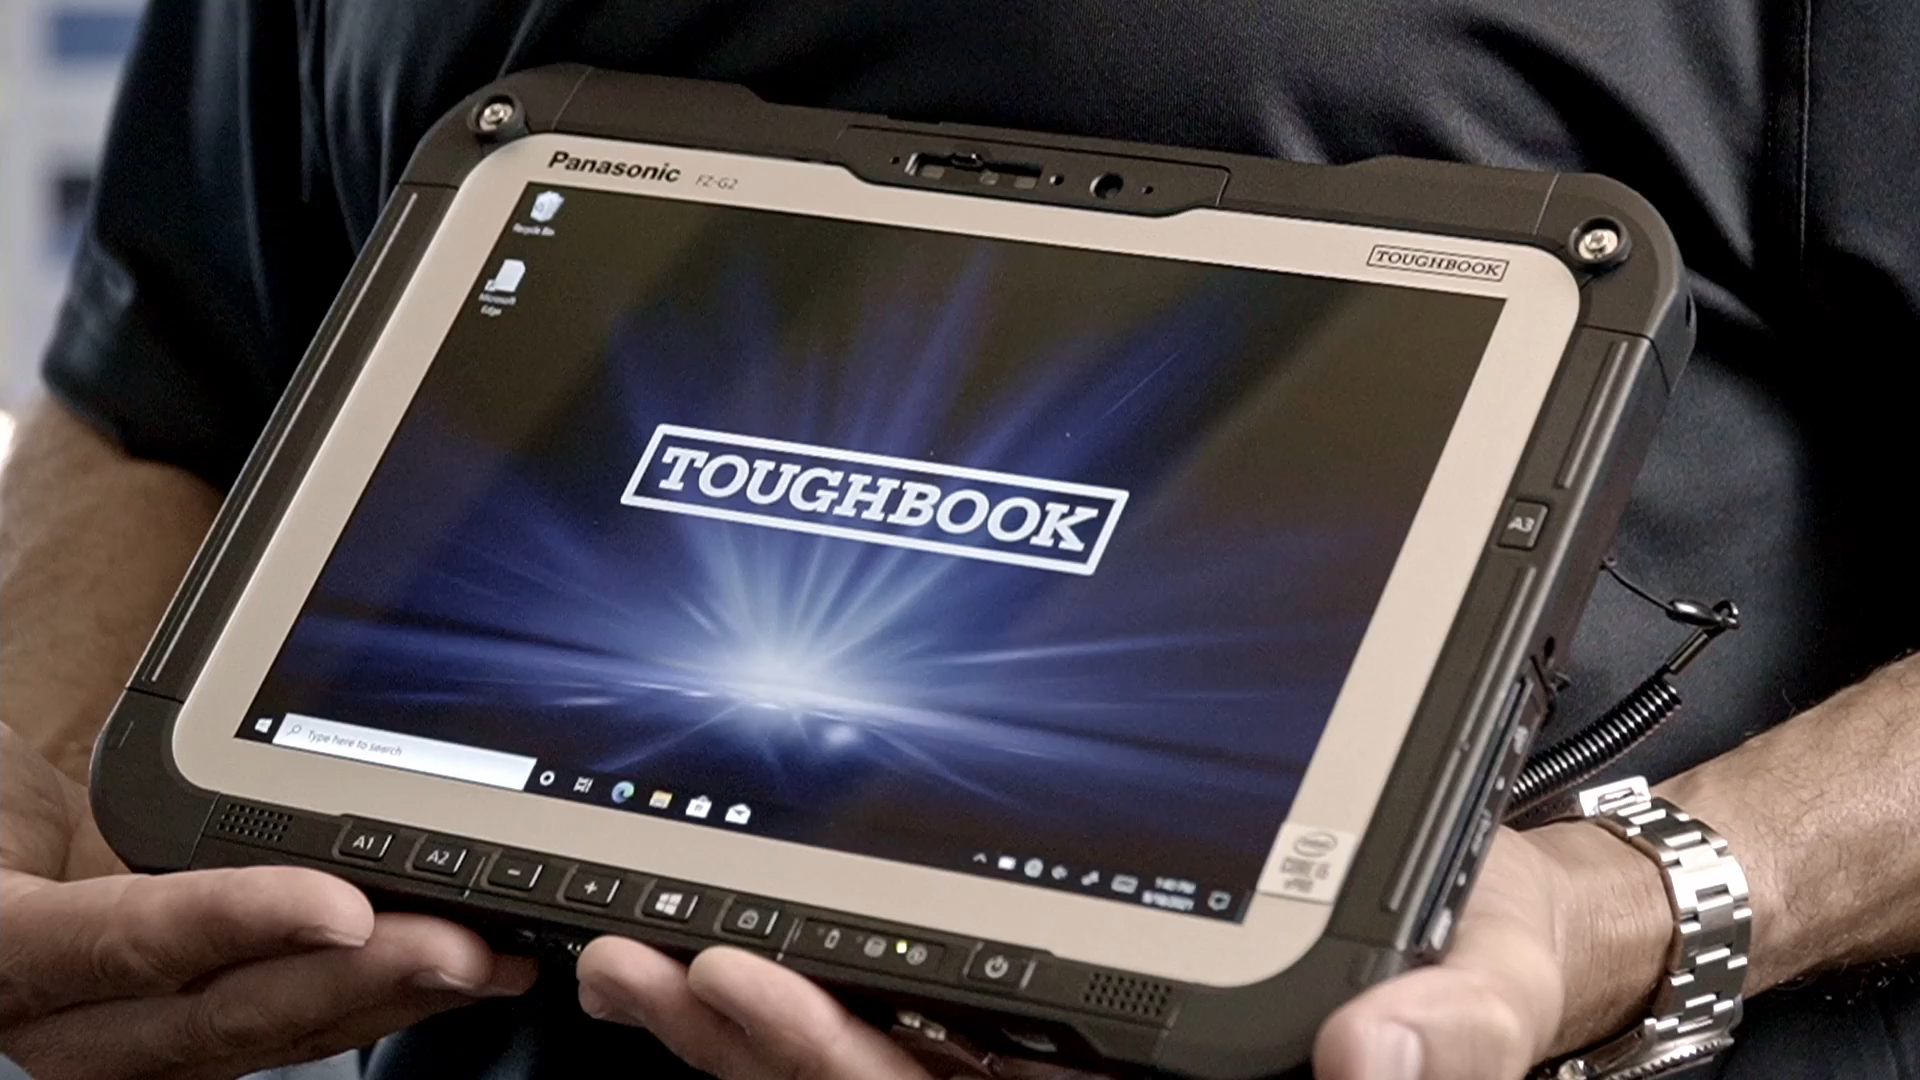 Panasonic FZ-G2
TOUGHBOOK
Recycle Bin
Microsoft
Edge
TOUGHBOOK
A3
Type here to search
A1 A2 - +